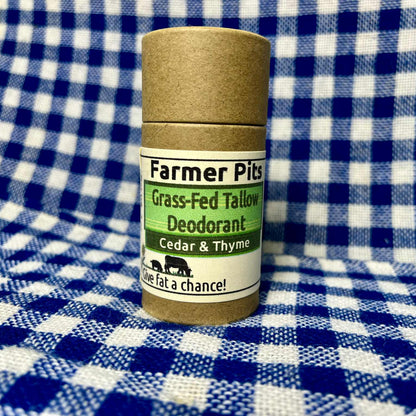 Farmer Pits
Grass-Fed Tallow
Deodorant
Cedar & Thyme
Give fat a chance!